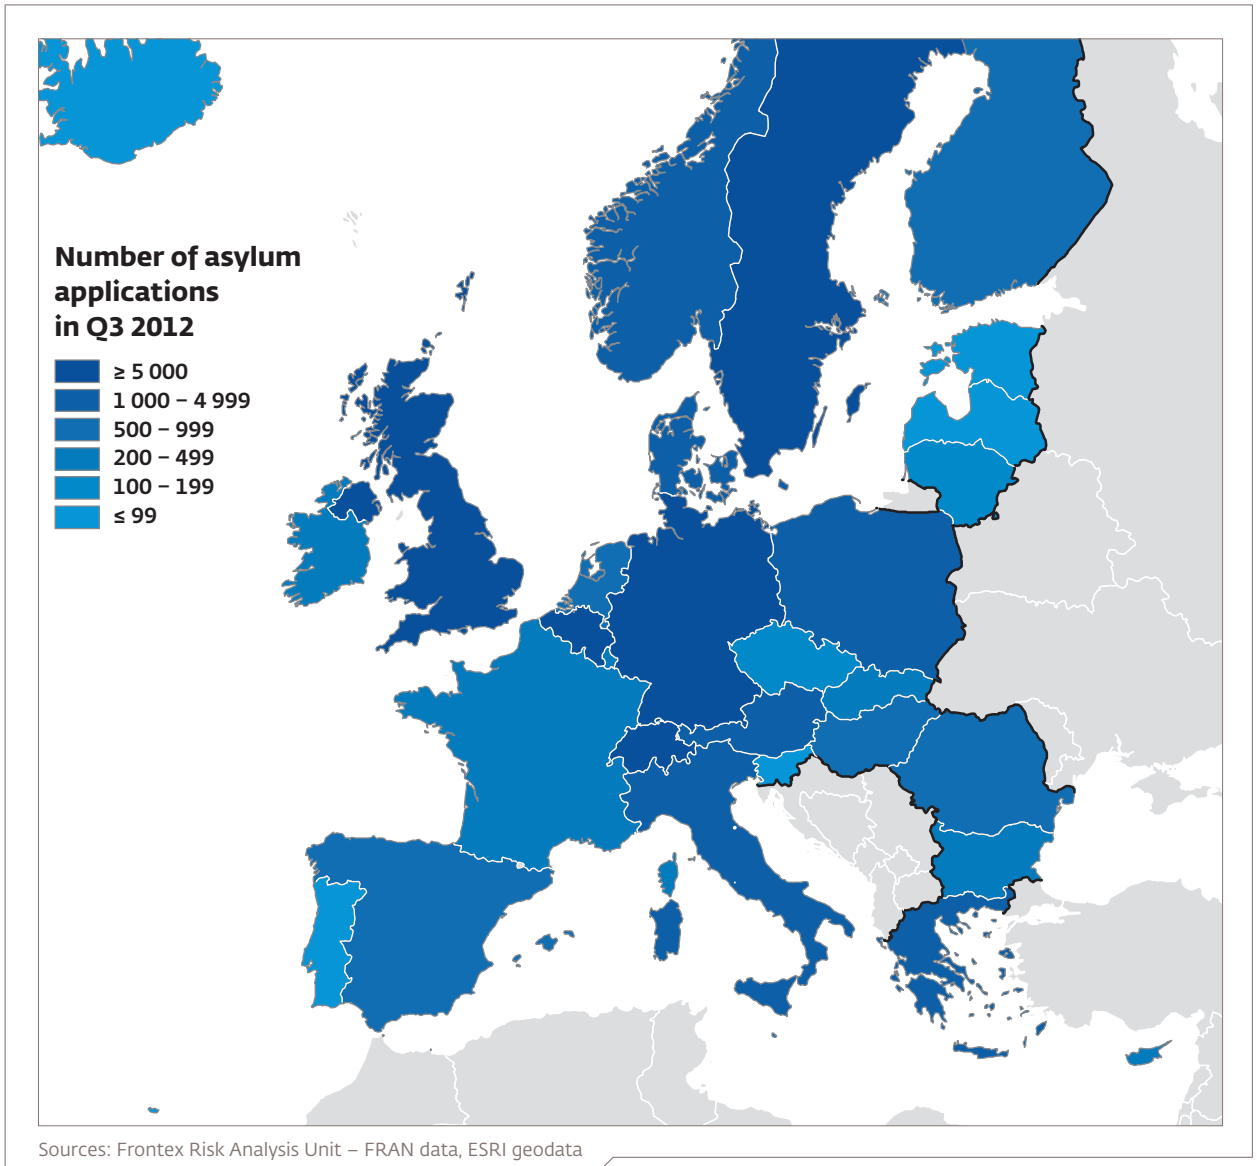 Number of asylum
applications
in Q3 2012
≥ 5 000
1 000 – 4 999
500 – 999
200 – 499
100 – 199
≤ 99
Sources: Frontex Risk Analysis Unit – FRAN data, ESRI geodata